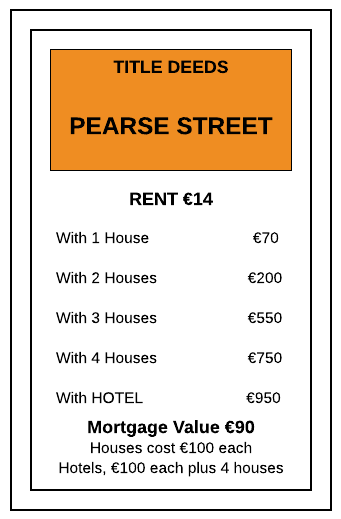 TITLE DEEDS
PEARSE STREET
RENT €14
With 1 House €70
With 2 Houses €200
With 3 Houses €550
With 4 Houses €750
With HOTEL €950
Mortgage Value €90
Houses cost €100 each
Hotels, €100 each plus 4 houses